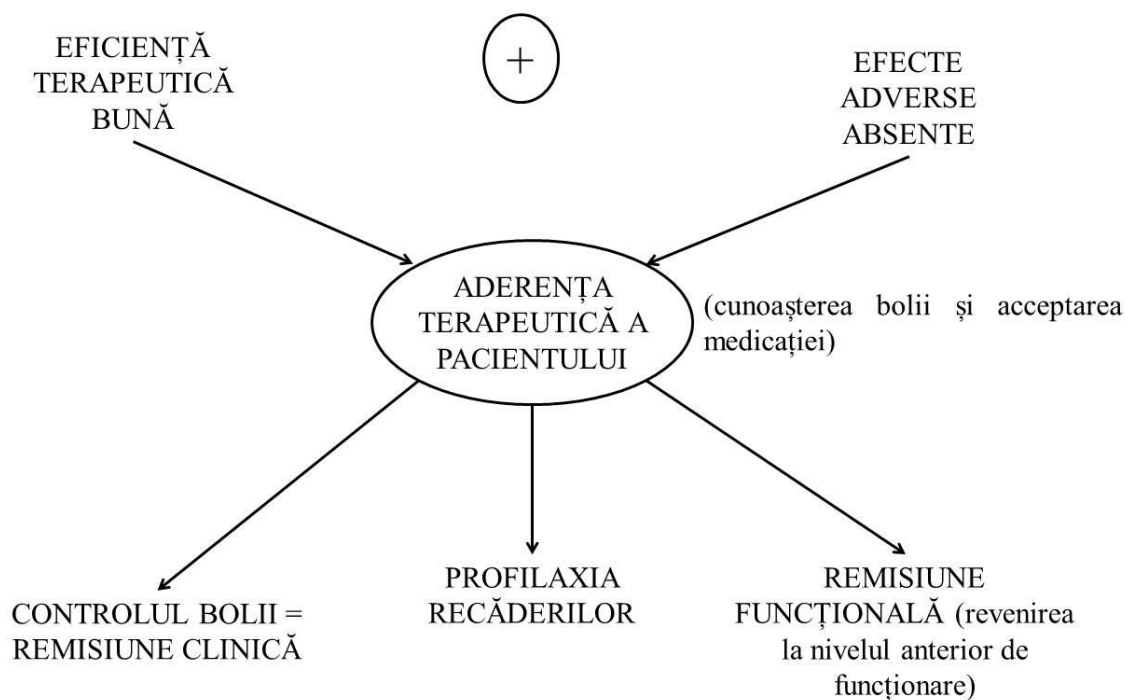 EFICIENȚĂ
TERAPEUTICĂ
BUNĂ
+
EFECTE
ADVERSE
ABSENTE
ADERENȚA
TERAPEUTICĂ A
PACIENTULUI
(cunoașterea bolii și acceptarea
medicației)
CONTROLUL BOLII =
REMISIUNE CLINICĂ
PROFILAXIA
RECĂDERILOR
REMISIUNE
FUNCȚIONALĂ (revenirea
la nivelul anterior de
funcționare)